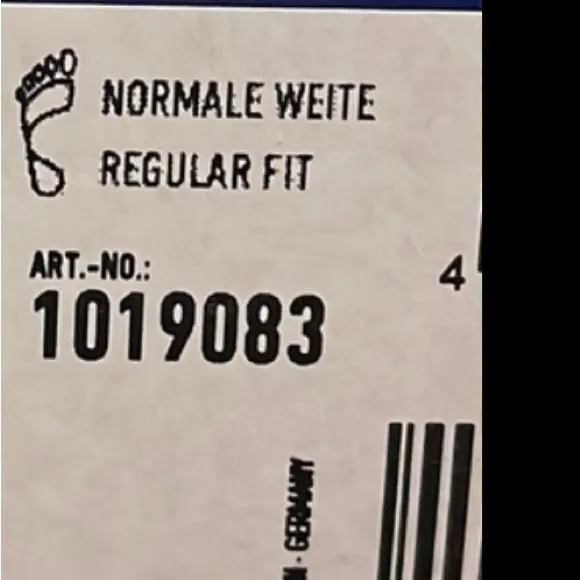 NORMALE WEITE
REGULAR FIT
ART.-NO.:
1019083
4
N · GERMANY